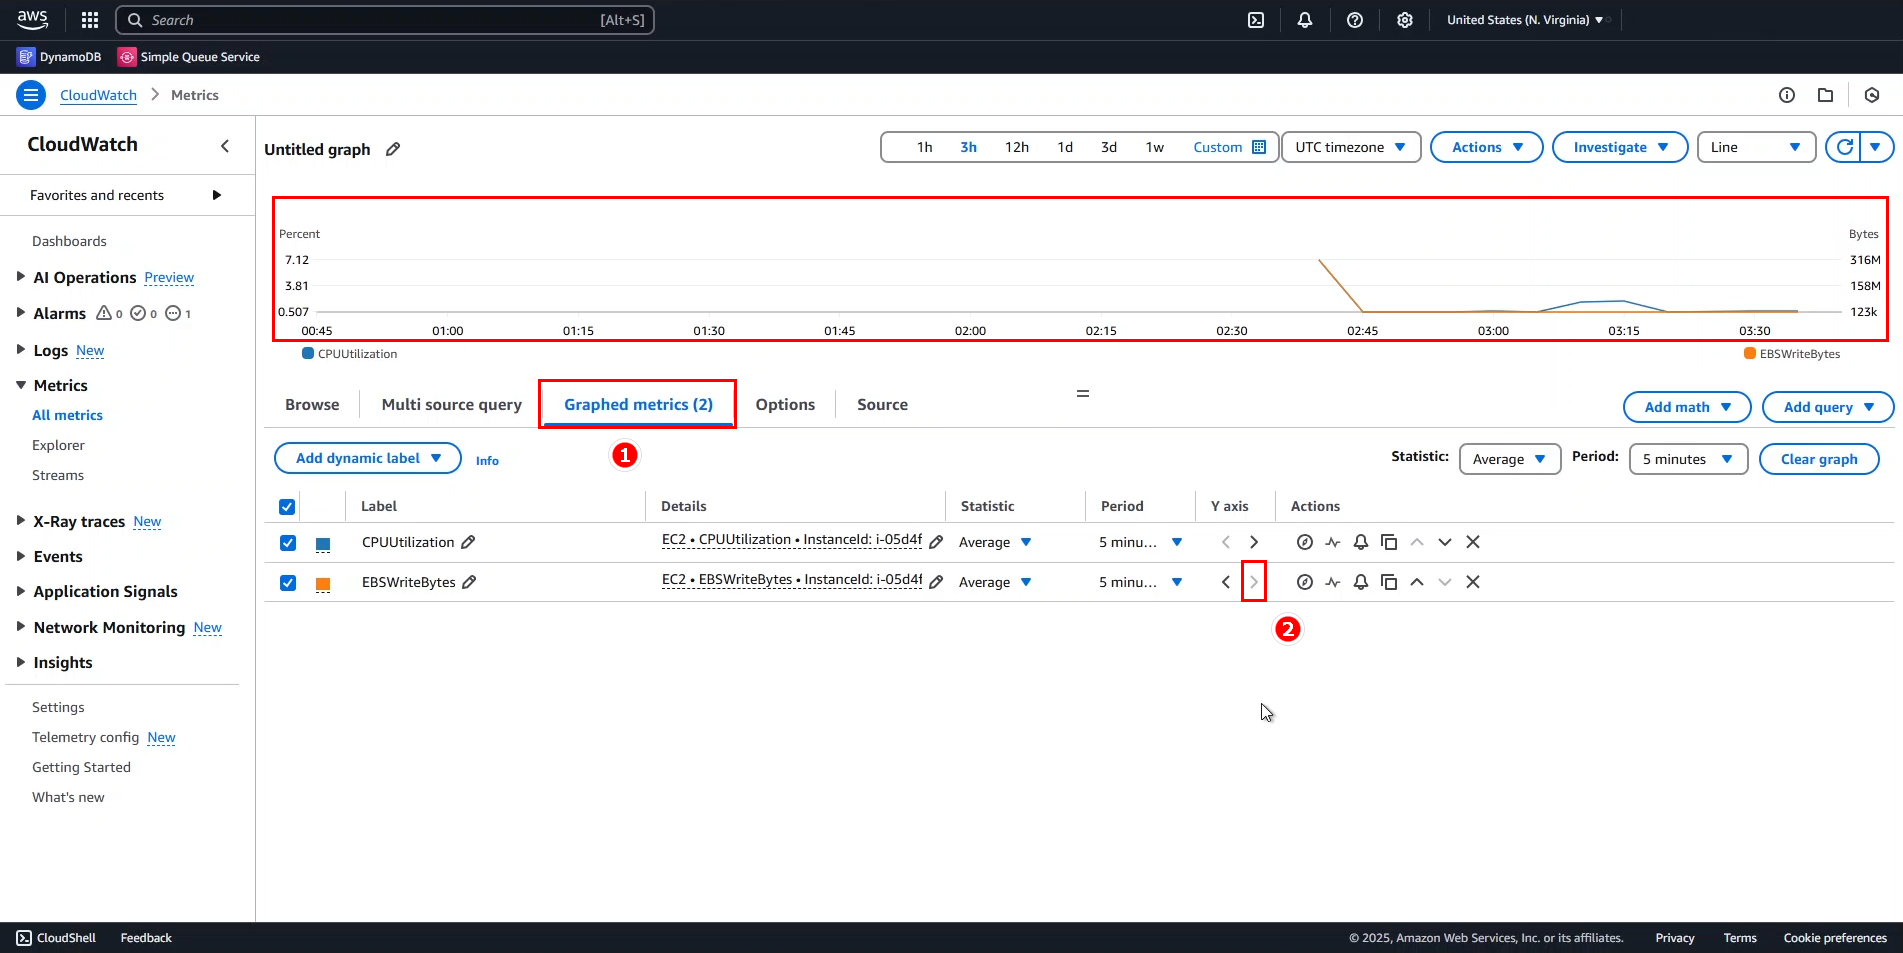 aws Search [Alt+S] United States (N. Virginia)
DynamoDB Simple Queue Service
CloudWatch Metrics
CloudWatch
Favorites and recents
Dashboards
AI Operations Preview
Alarms 0 0 1
Logs New
Metrics
All metrics
Explorer
Streams
X-Ray traces New
Events
Application Signals
Network Monitoring New
Insights
Settings
Telemetry config New
Getting Started
What's new
Untitled graph 1h 3h 12h 1d 3d 1w Custom UTC timezone Actions Investigate Line
Percent Bytes
7.12 316M
3.81 158M
0.507 123k
00:45 01:00 01:15 01:30 01:45 02:00 02:15 02:30 02:45 03:00 03:15 03:30
CPUUtilization EBSWriteBytes
Browse Multi source query Graphed metrics (2) Options Source Add math Add query
Add dynamic label Info 1 Statistic: Average Period: 5 minutes Clear graph
Label Details Statistic Period Y axis Actions
CPUUtilization EC2 • CPUUtilization • InstanceId: i-05d4f Average 5 minu...
EBSWriteBytes EC2 • EBSWriteBytes • InstanceId: i-05d4f Average 5 minu...
2
CloudShell Feedback © 2025, Amazon Web Services, Inc. or its affiliates. Privacy Terms Cookie preferences